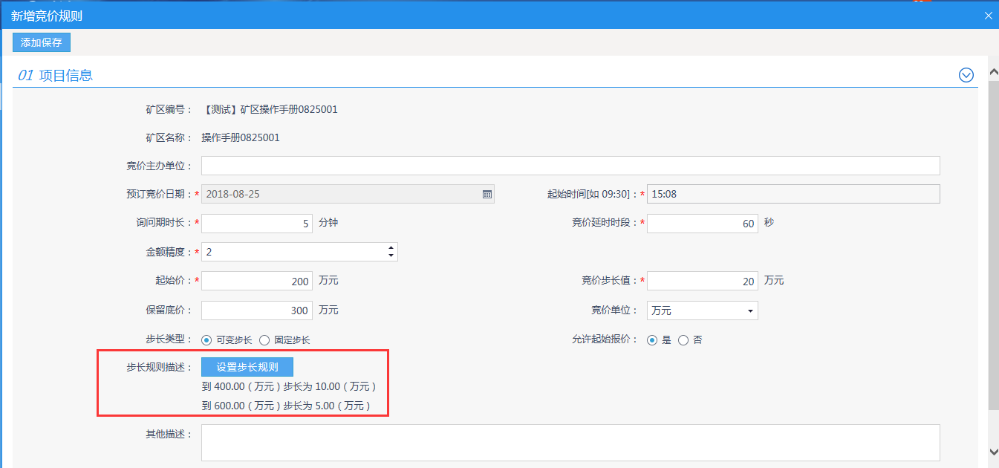 新增竞价规则
添加保存
01 项目信息
矿区编号： 【测试】矿区操作手册0825001
矿区名称： 操作手册0825001
竞价主办单位：
预订竞价日期：* 2018-08-25 起始时间[如 09:30]：* 15:08
询问期时长：* 5 分钟 竞价延时时段：* 60 秒
金额精度：* 2
起始价：* 200 万元 竞价步长值：* 20 万元
保留底价： 300 万元 竞价单位： 万元
步长类型： 可变步长 固定步长 允许起始报价： 是 否
步长规则描述： 设置步长规则
到 400.00（万元）步长为 10.00（万元）
到 600.00（万元）步长为 5.00（万元）
其他描述：